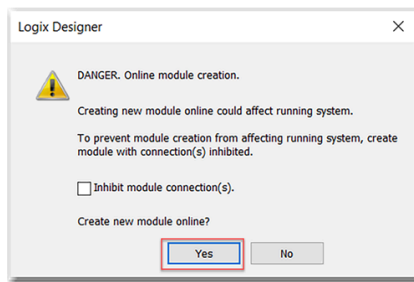 Logix Designer
DANGER. Online module creation.
Creating new module online could affect running system.
To prevent module creation from affecting running system, create
module with connection(s) inhibited.
Inhibit module connection(s).
Create new module online?
Yes
No